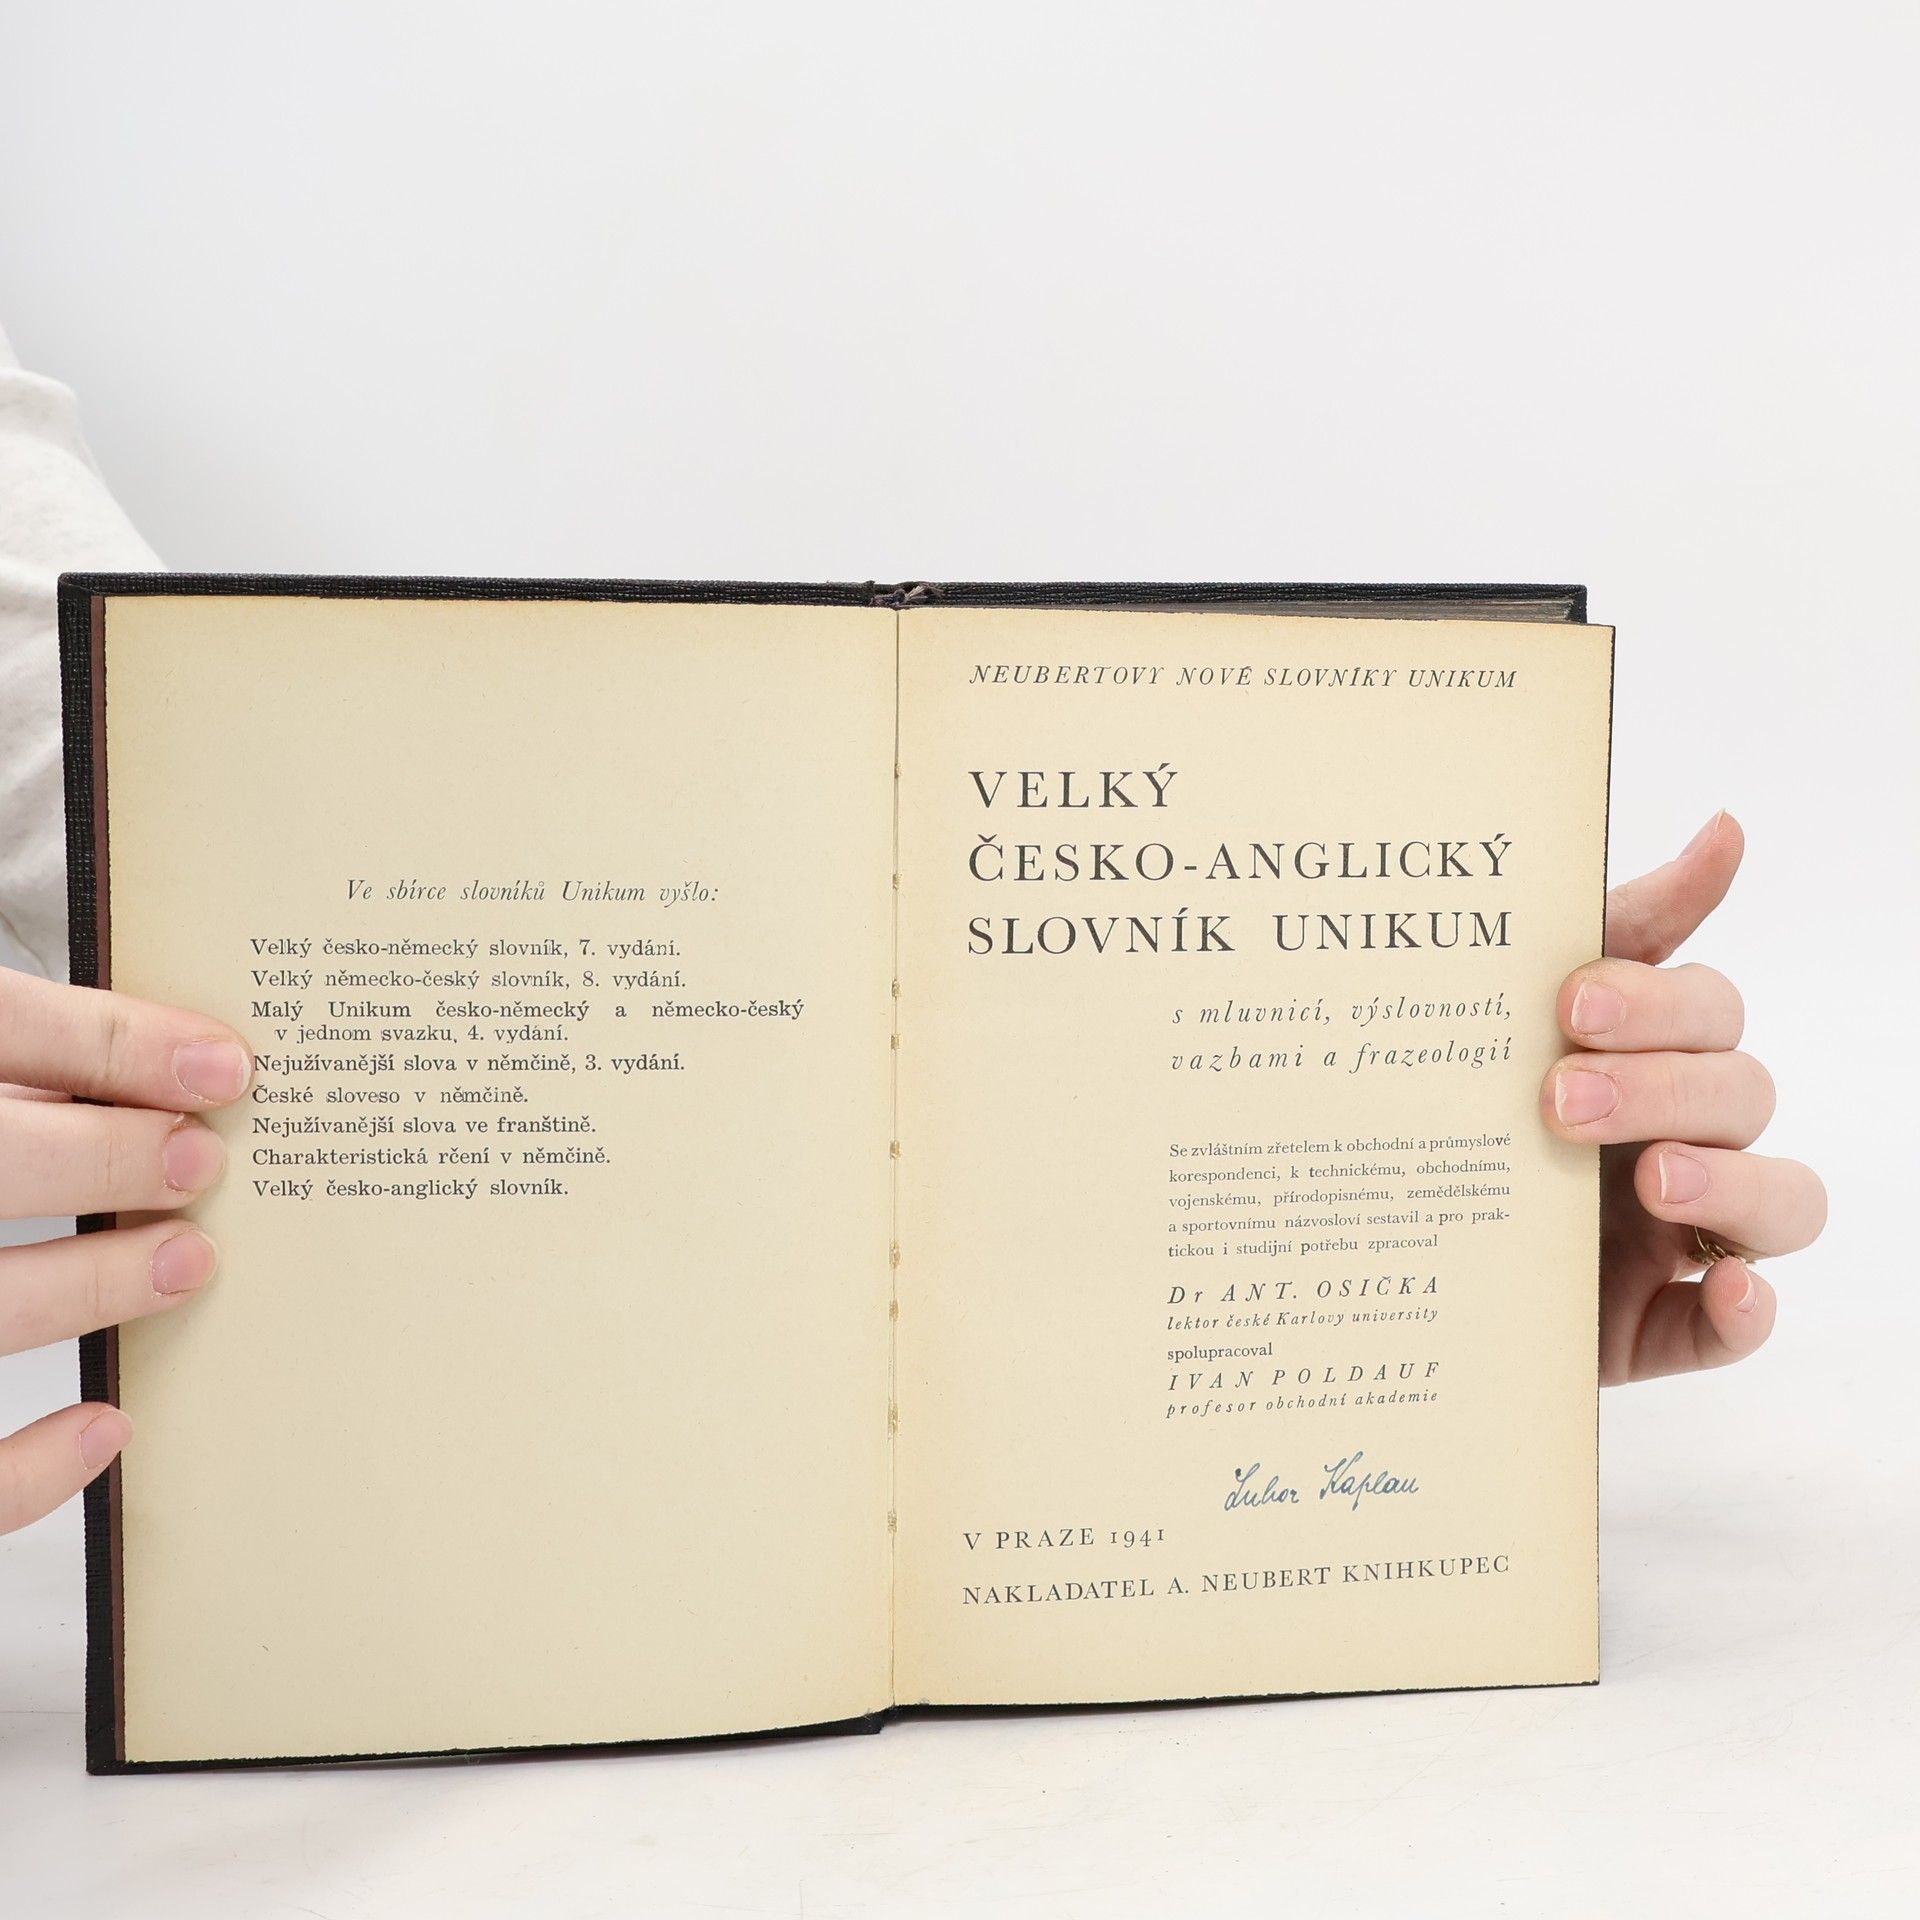 Ve sbírce slovníků Unikum vyšlo:
Velký česko-německý slovník, 7. vydání.
Velký německo-český slovník, 8. vydání.
Malý Unikum česko-německý a německo-český
v jednom svazku, 4. vydání.
Nejužívanější slova v němčině, 3. vydání.
České sloveso v němčině.
Nejužívanější slova ve franštině.
Charakteristická rčení v němčině.
Velký česko-anglický slovník.
NEUBERTOVY NOVÉ SLOVNÍKY UNIKUM
VELKÝ
ČESKO-ANGLICKÝ
SLOVNÍK UNIKUM
s mluvnicí, výslovností,
vazbami a frazeologií
Se zvláštním zřetelem k obchodní a průmyslové
korespondenci, k technickému, obchodnímu,
vojenskému, přírodopisnému, zemědělskému
a sportovnímu názvosloví sestavil a pro prak-
tickou i studijní potřebu zpracoval
Dr ANT. OSIČKA
lektor české Karlovy university
spolupracoval
IVAN POLDAUF
profesor obchodní akademie
Lubor Kaplan
V PRAZE 1941
NAKLADATEL A. NEUBERT KNIHKUPEC